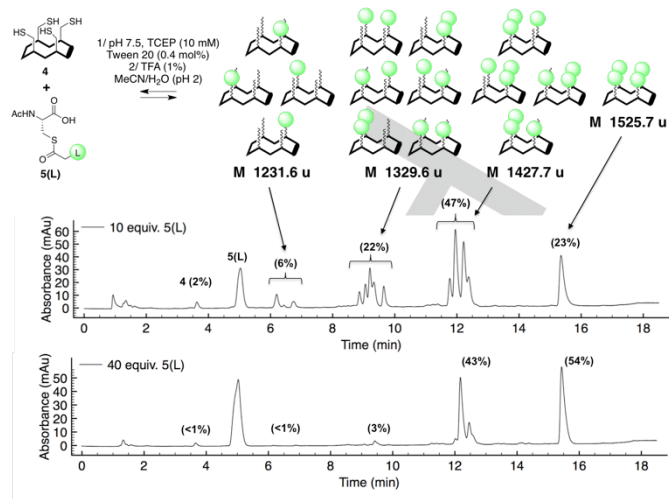 SH
SH
HS
HS
4
+
AcHN
O
OH
S
O
L
5(L)
1/ pH 7.5, TCEP (10 mM)
Tween 20 (0.4 mol%)
2/ TFA (1%)
MeCN/H₂O (pH 2)
M 1231.6 u
M 1329.6 u
M 1427.7 u
M 1525.7 u
10 equiv. 5(L)
4 (2%)
5(L)
(6%)
(22%)
(47%)
(23%)
Absorbance (mAu)
60
50
40
30
20
10
0
0 2 4 6 8 10 12 14 16 18
Time (min)
40 equiv. 5(L)
(<1%)
(<1%)
(3%)
(43%)
(54%)
Absorbance (mAu)
50
40
30
20
10
0
0 2 4 6 8 10 12 14 16 18
Time (min)